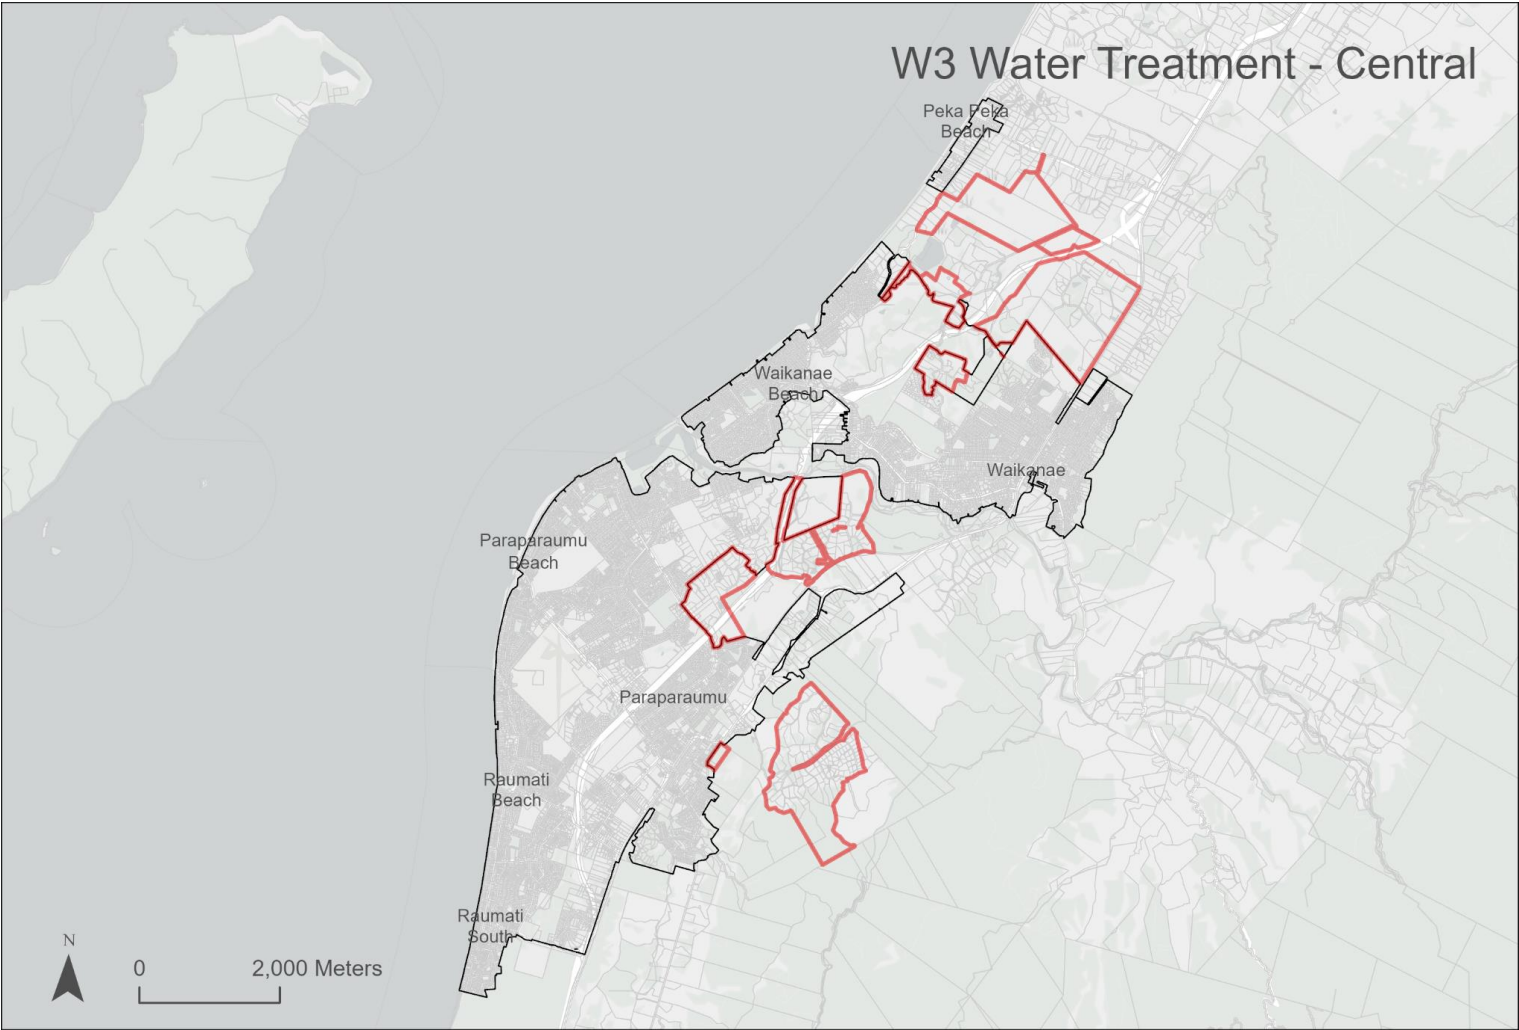 W3 Water Treatment - Central
Peka Peka
Beach
Waikanae
Beach
Waikanae
Paraparaumu
Beach
Paraparaumu
Raumati
Beach
Raumati
South
N
0 2,000 Meters